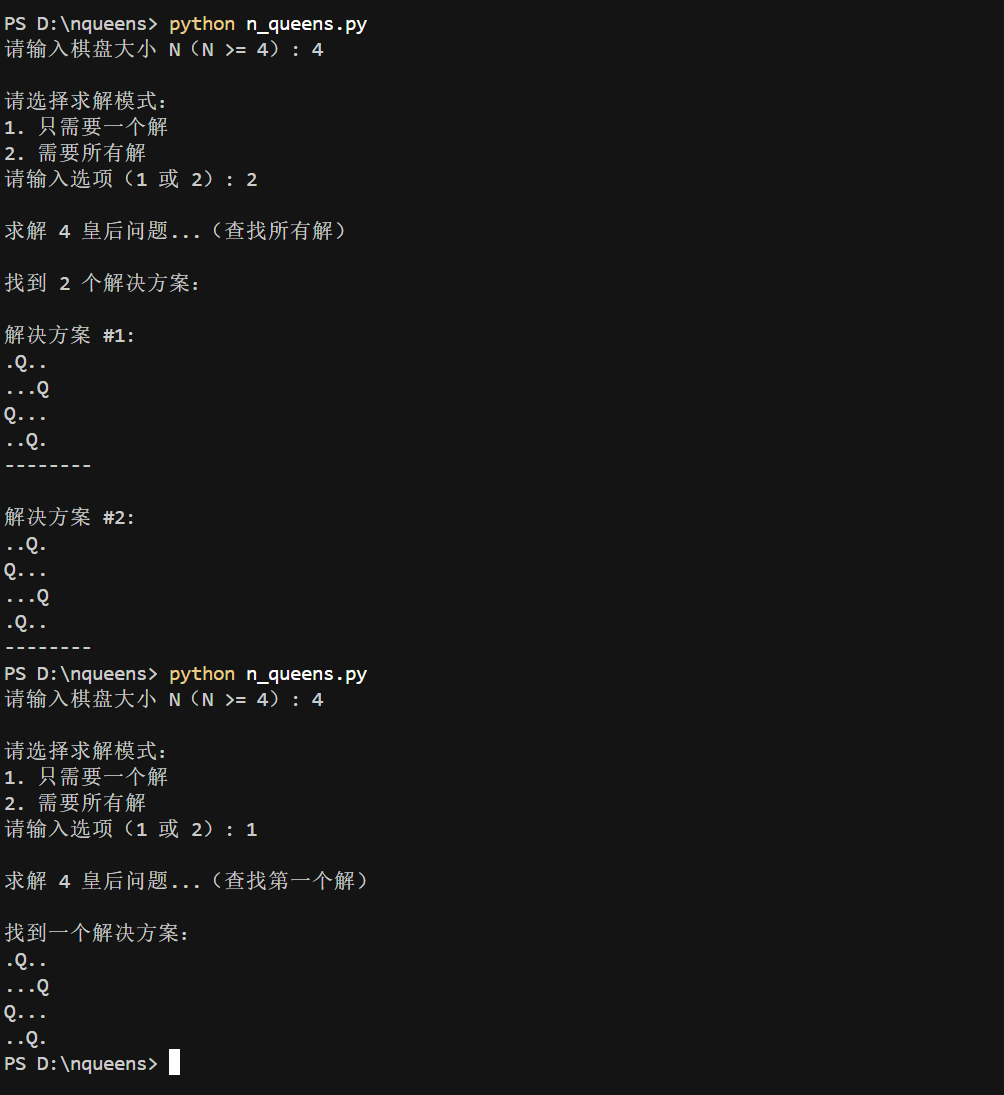 PS D:\nqueens> python n_queens.py
请输入棋盘大小 N（N >= 4）: 4
请选择求解模式：
1. 只需要一个解
2. 需要所有解
请输入选项（1 或 2）: 2
求解 4 皇后问题...（查找所有解）
找到 2 个解决方案：
解决方案 #1:
.Q..
...Q
Q...
..Q.
--------
解决方案 #2:
..Q.
Q...
...Q
.Q..
--------
PS D:\nqueens> python n_queens.py
请输入棋盘大小 N（N >= 4）: 4
请选择求解模式：
1. 只需要一个解
2. 需要所有解
请输入选项（1 或 2）: 1
求解 4 皇后问题...（查找第一个解）
找到一个解决方案：
.Q..
...Q
Q...
..Q.
PS D:\nqueens>